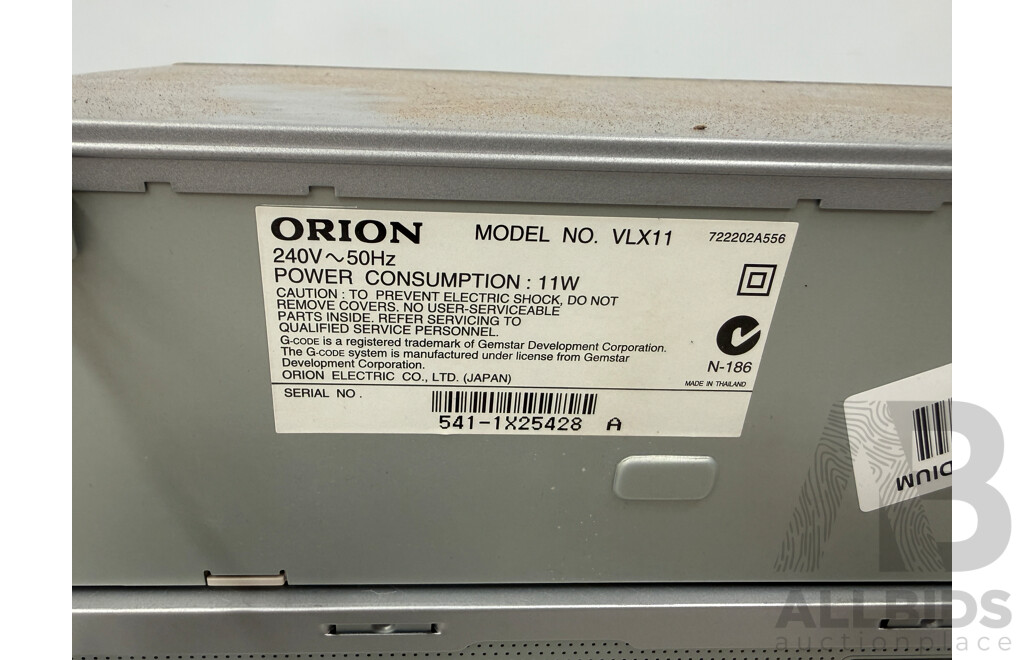 ORION MODEL NO. VLX11 722202A556
240V～50Hz
POWER CONSUMPTION : 11W
CAUTION : TO PREVENT ELECTRIC SHOCK, DO NOT
REMOVE COVERS. NO USER-SERVICEABLE
PARTS INSIDE. REFER SERVICING TO
QUALIFIED SERVICE PERSONNEL.
G-CODE is a registered trademark of Gemstar Development Corporation.
The G-CODE system is manufactured under license from Gemstar
Development Corporation.
ORION ELECTRIC CO., LTD. (JAPAN)
N-186
MADE IN THAILAND
SERIAL NO.
541-1X25428 A
DIUM
AB
ALLBIDS
auctionplace